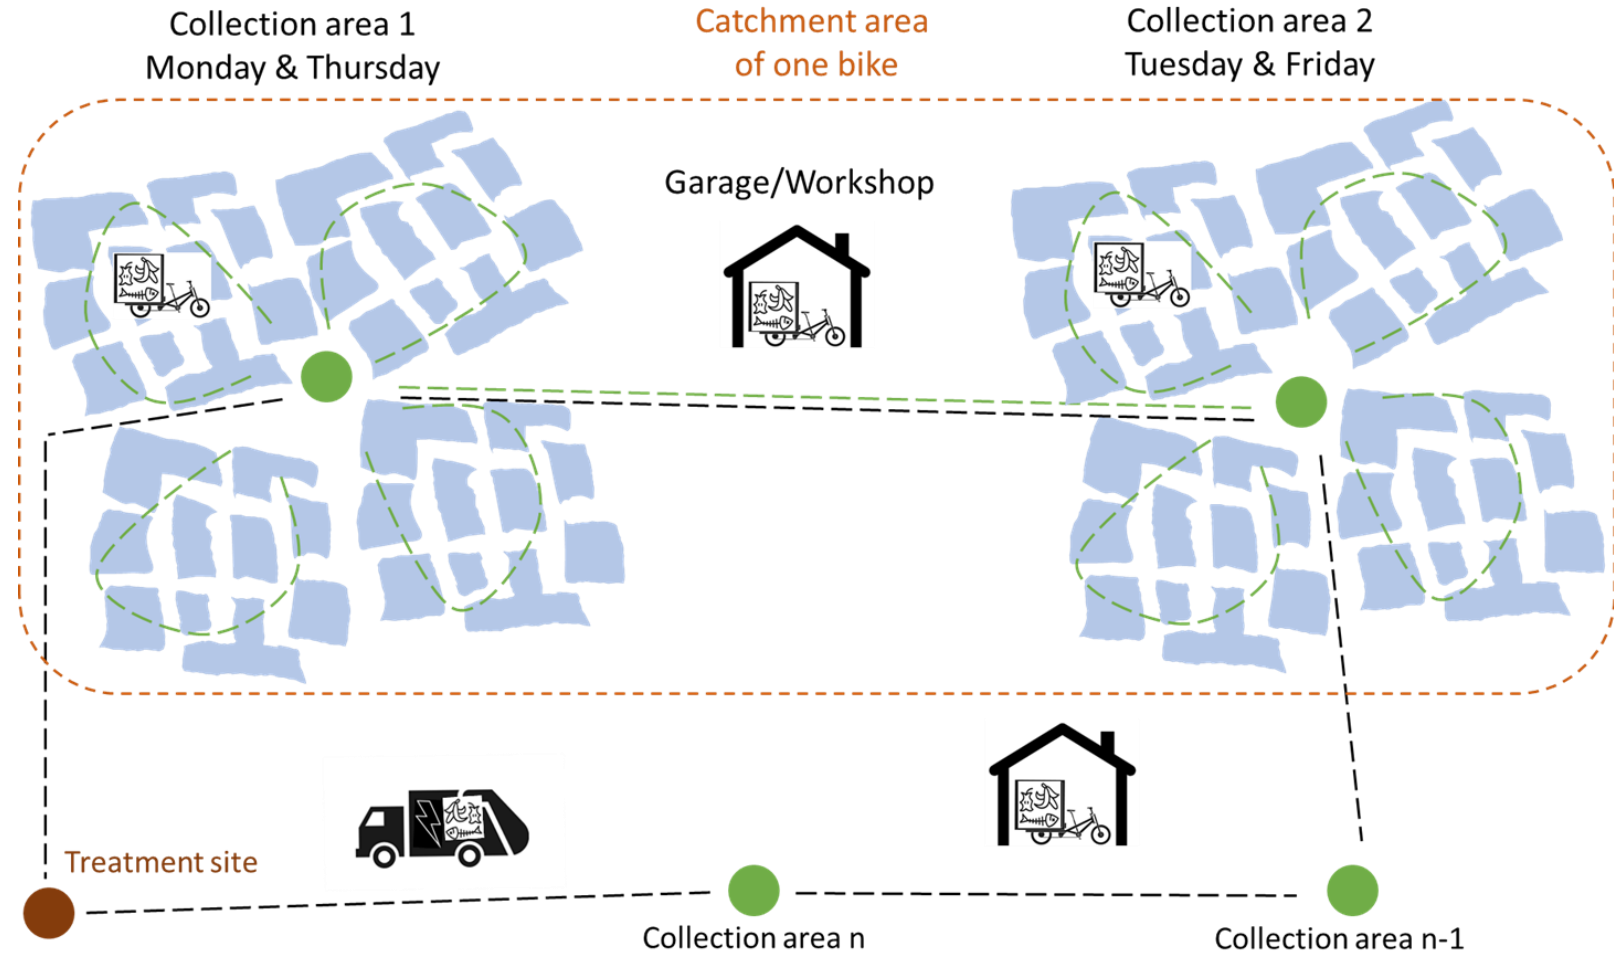 Collection area 1
Monday & Thursday
Catchment area
of one bike
Collection area 2
Tuesday & Friday
Garage/Workshop
Treatment site
Collection area n
Collection area n-1